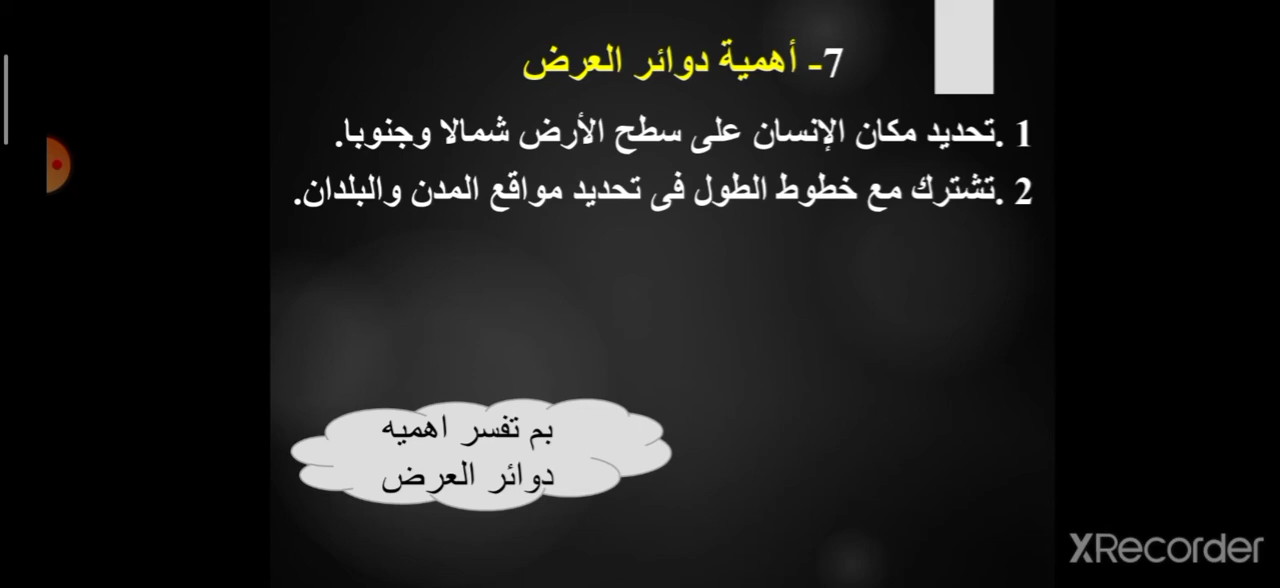 7- أهمية دوائر العرض
1 .تحديد مكان الإنسان على سطح الأرض شمالا وجنوبا.
2 .تشترك مع خطوط الطول فى تحديد مواقع المدن والبلدان.
بم تفسر اهميه
دوائر العرض
XRecorder